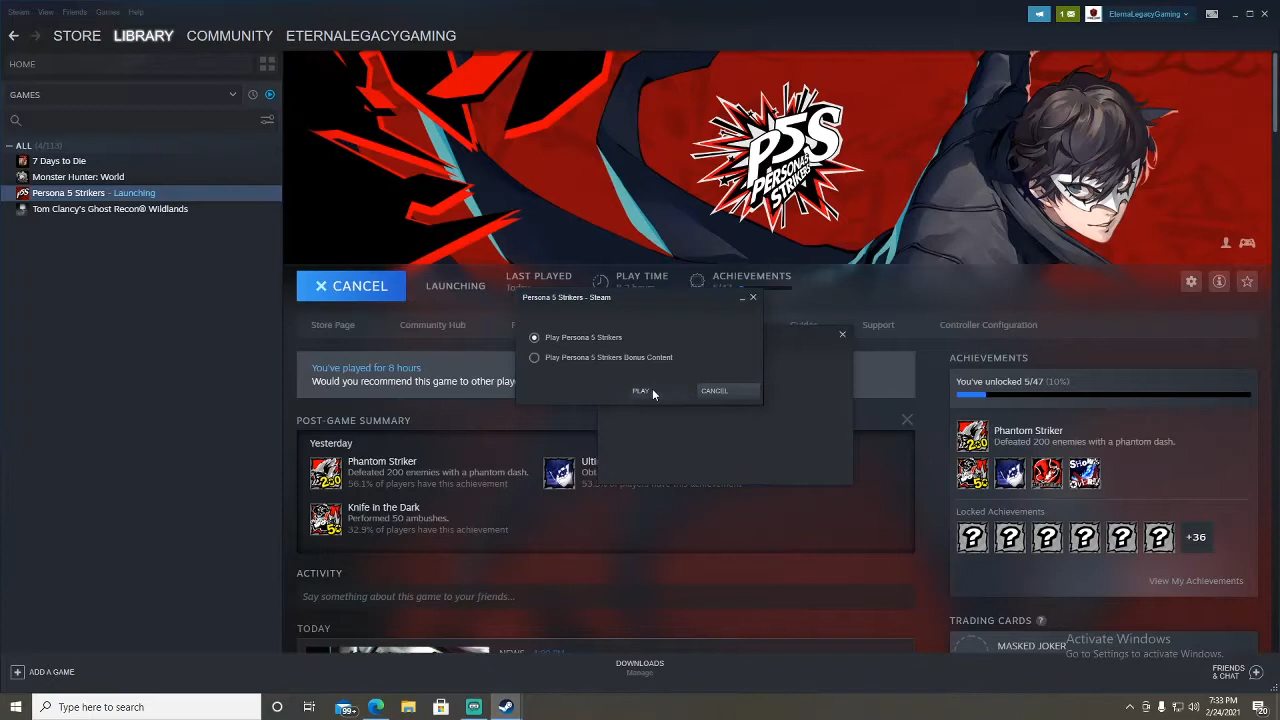 Steam View Friends Games Help
1 EternaLegacyGaming
STORE LIBRARY COMMUNITY ETERNALEGACYGAMING
HOME
GAMES
ALL (4/113)
7 Days to Die
Monster Hunter: World
P5S Persona 5 Strikers - Launching
Tom Clancy's Ghost Recon® Wildlands
P5S
PERSONA5
STRIKERS
CANCEL
LAUNCHING
LAST PLAYED
Today
PLAY TIME
ACHIEVEMENTS
Persona 5 Strikers - Steam
Play Persona 5 Strikers
Play Persona 5 Strikers Bonus Content
PLAY CANCEL
Store Page Community Hub Support Controller Configuration
You've played for 8 hours
Would you recommend this game to other play
POST-GAME SUMMARY
Yesterday
Phantom Striker
Defeated 200 enemies with a phantom dash.
56.1% of players have this achievement
Knife in the Dark
Performed 50 ambushes.
32.9% of players have this achievement
ACTIVITY
Say something about this game to your friends...
TODAY
NEWS
ACHIEVEMENTS
You've unlocked 5/47 (10%)
Phantom Striker
Defeated 200 enemies with a phantom dash.
Locked Achievements
? ? ? ? ? ? +36
View My Achievements
TRADING CARDS ?
MASKED JOKER
Activate Windows
Go to Settings to activate Windows.
ADD A GAME
DOWNLOADS
Manage
FRIENDS
& CHAT
Type here to search
99+
7:33 PM
2/24/2021
20